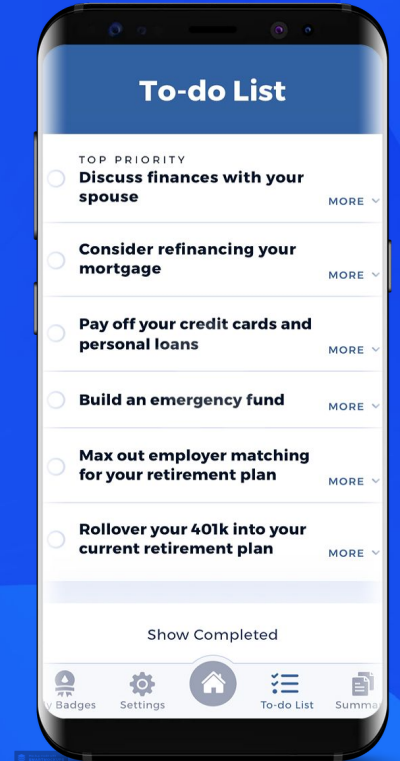 To-do List
TOP PRIORITY
Discuss finances with your
spouse
MORE
Consider refinancing your
mortgage
MORE
Pay off your credit cards and
personal loans
MORE
Build an emergency fund
MORE
Max out employer matching
for your retirement plan
MORE
Rollover your 401k into your
current retirement plan
MORE
Show Completed
Badges
Settings
To-do List